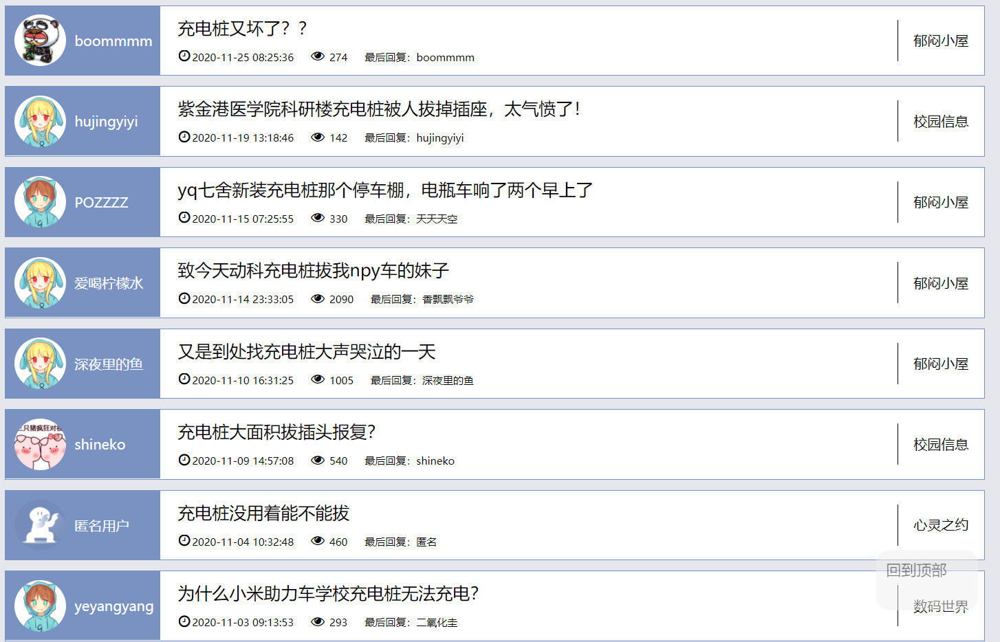 boommmm
充电桩又坏了？？
2020-11-25 08:25:36 274 最后回复：boommmm
郁闷小屋
hujingyiyi
紫金港医学院科研楼充电桩被人拔掉插座，太气愤了！
2020-11-19 13:18:46 142 最后回复：hujingyiyi
校园信息
POZZZZ
yq七舍新装充电桩那个停车棚，电瓶车响了两个早上了
2020-11-15 07:25:55 330 最后回复：天天天空
郁闷小屋
爱喝柠檬水
致今天动科充电桩拔我npy车的妹子
2020-11-14 23:33:05 2090 最后回复：香飘飘爷爷
郁闷小屋
深夜里的鱼
又是到处找充电桩大声哭泣的一天
2020-11-10 16:31:25 1005 最后回复：深夜里的鱼
郁闷小屋
三只猪疯狂对
shineko
充电桩大面积拔插头报复？
2020-11-09 14:57:08 540 最后回复：shineko
校园信息
匿名用户
充电桩没用着能不能拔
2020-11-04 10:32:48 460 最后回复：匿名
心灵之约
回到顶部
yeyangyang
为什么小米助力车学校充电桩无法充电？
2020-11-03 09:13:53 293 最后回复：二氧化圭
数码世界